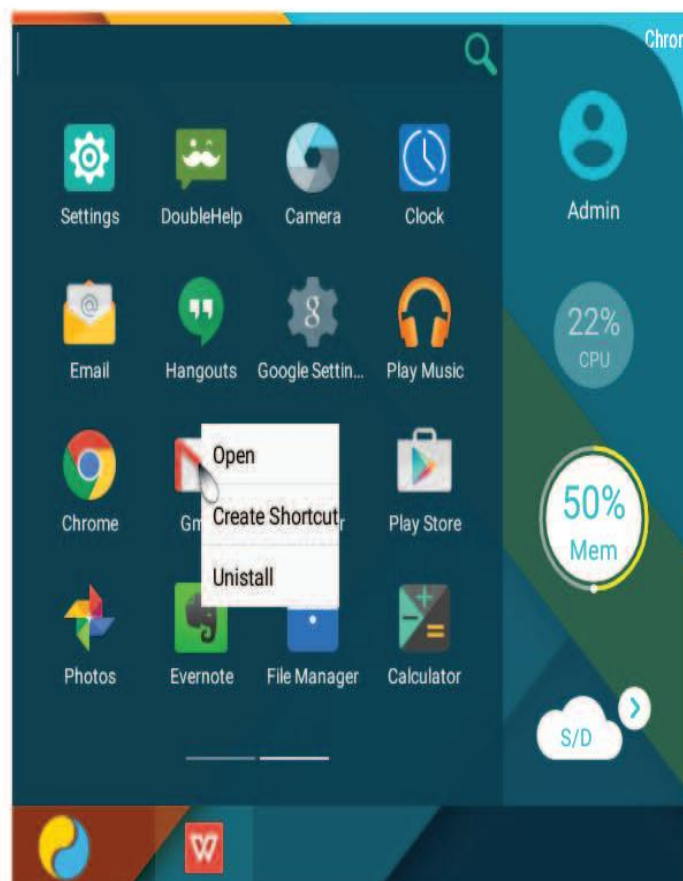 Chrom
Settings
DoubleHelp
Camera
Clock
Admin
Email
Hangouts
Google Settin...
Play Music
22%
CPU
Open
Create Shortcut
Unistall
Chrome
Gm
r
Play Store
50%
Mem
Photos
Evernote
File Manager
Calculator
S/D